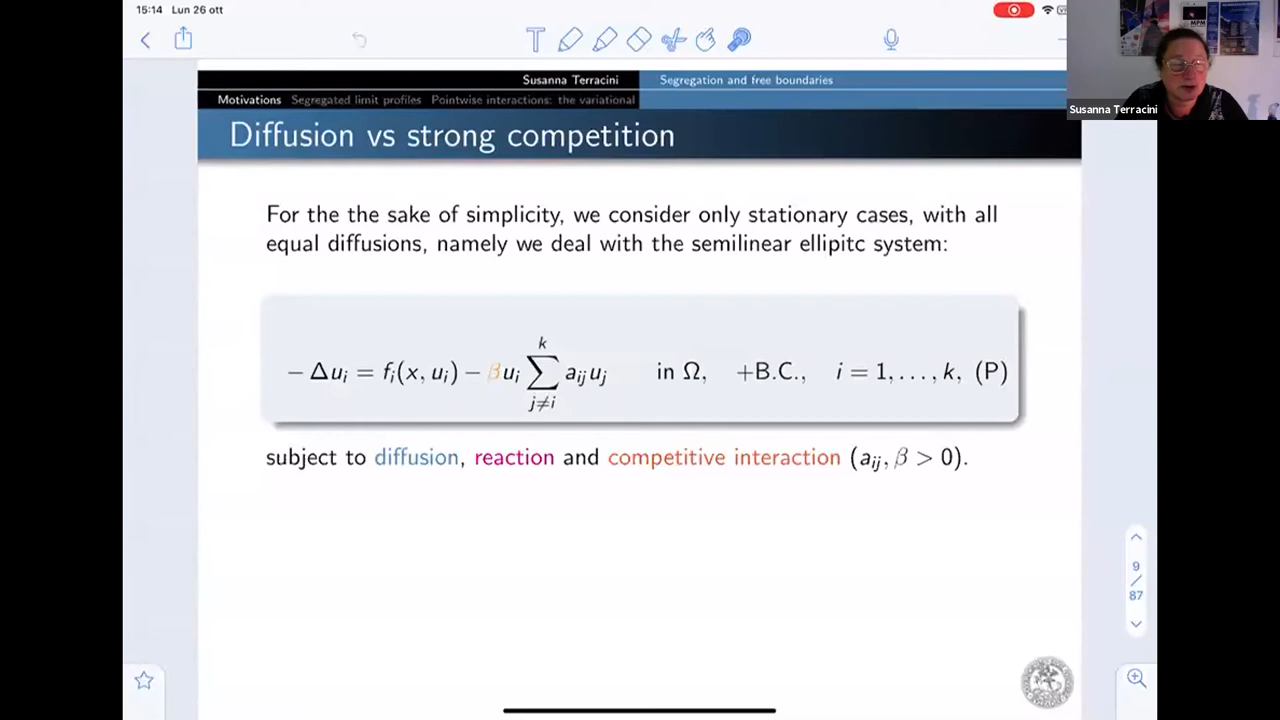 15:14 Lun 26 ott
Susanna Terracini
Segregation and free boundaries
Motivations Segregated limit profiles Pointwise interactions: the variational
Diffusion vs strong competition
For the the sake of simplicity, we consider only stationary cases, with all
equal diffusions, namely we deal with the semilinear ellipitc system:
− Δu_i = f_i(x, u_i) − βu_i ∑_{j≠i}^{k} a_{ij}u_j in Ω, +B.C., i = 1, . . . , k, (P)
subject to diffusion, reaction and competitive interaction (a_{ij}, β > 0).
9
/
87
Susanna Terracini